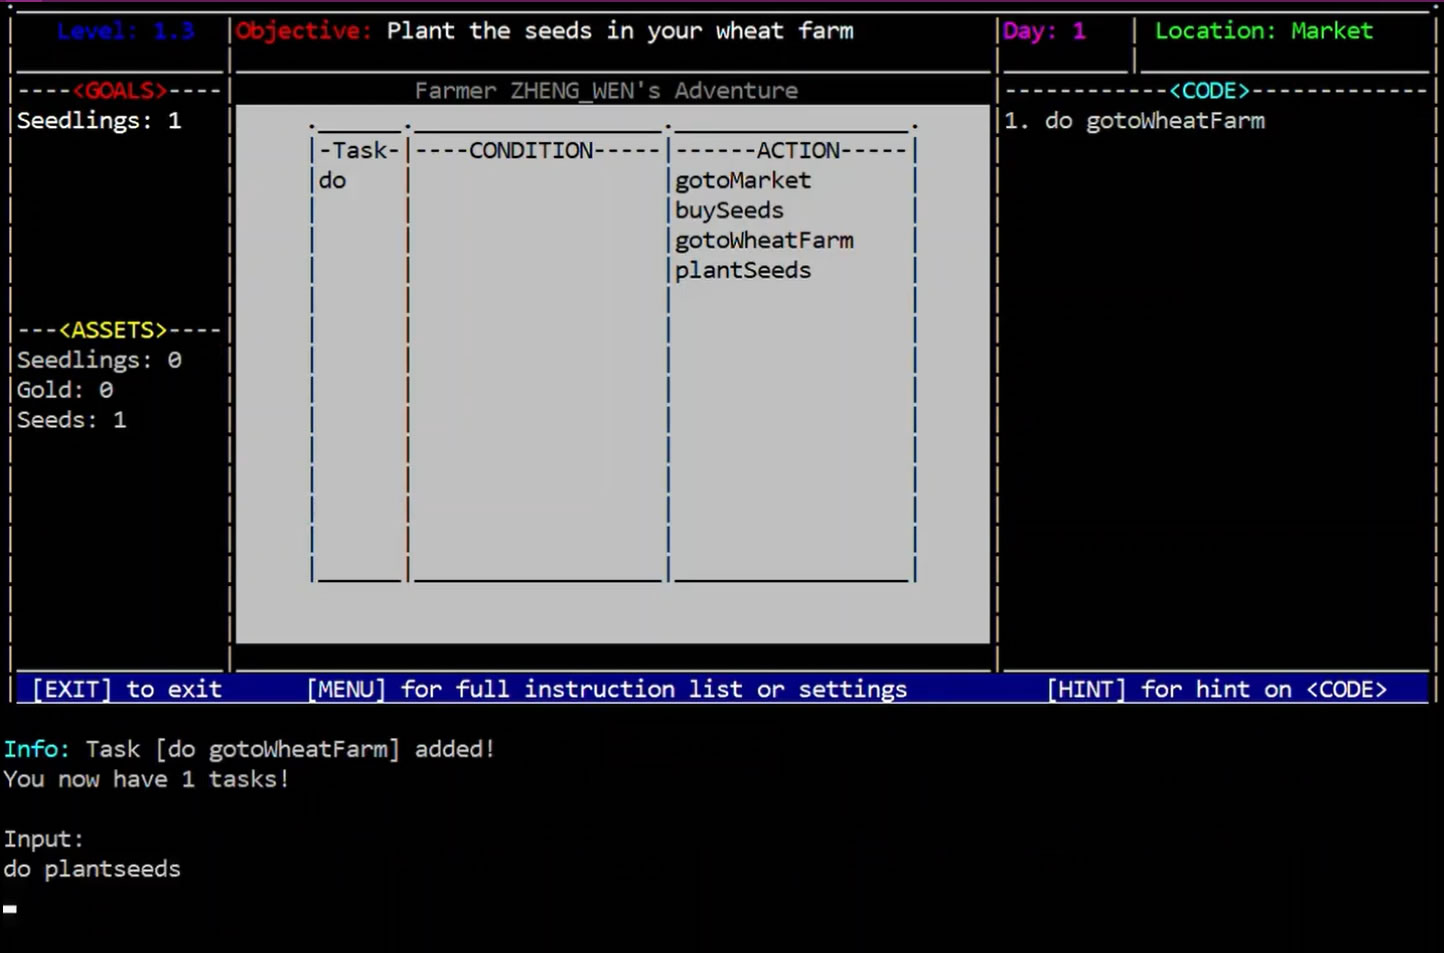 Level: 1.3
Objective: Plant the seeds in your wheat farm
Day: 1
Location: Market
----<GOALS>----
Seedlings: 1
---<ASSETS>----
Seedlings: 0
Gold: 0
Seeds: 1
Farmer ZHENG_WEN's Adventure
-Task- ----CONDITION----- ------ACTION-----
do gotoMarket
buySeeds
gotoWheatFarm
plantSeeds
------------<CODE>-------------
1. do gotoWheatFarm
[EXIT] to exit [MENU] for full instruction list or settings [HINT] for hint on <CODE>
Info: Task [do gotoWheatFarm] added!
You now have 1 tasks!
Input:
do plantseeds